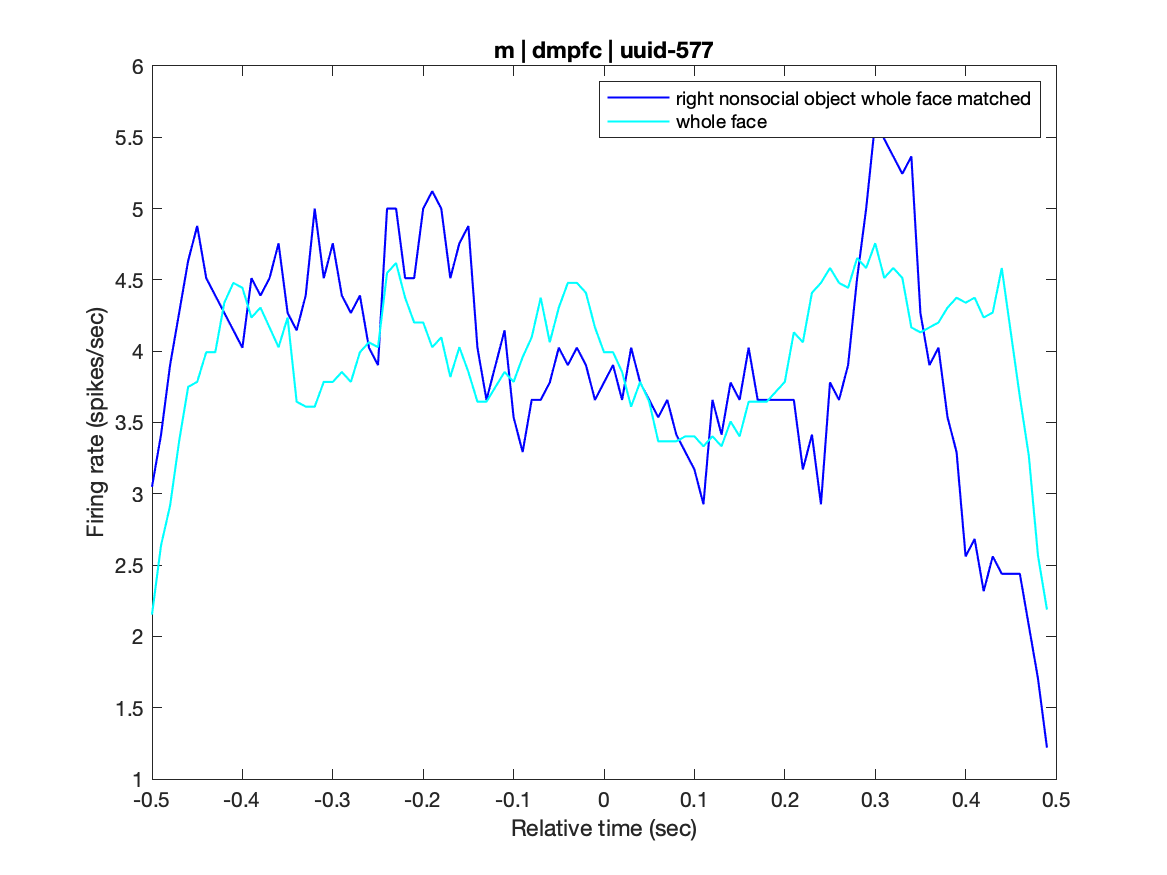 m | dmpfc | uuid-577
right nonsocial object whole face matched
whole face
6
5.5
5
4.5
4
3.5
3
2.5
2
1.5
1
Firing rate (spikes/sec)
-0.5 -0.4 -0.3 -0.2 -0.1 0 0.1 0.2 0.3 0.4 0.5
Relative time (sec)